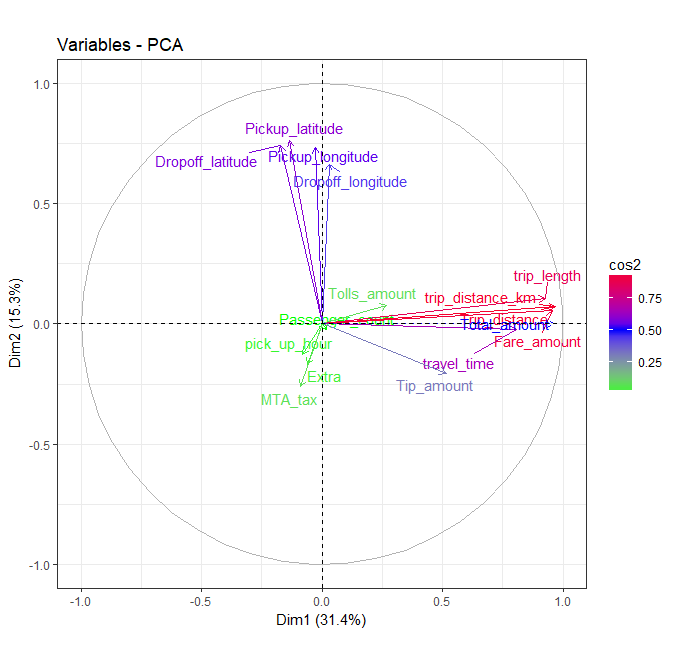 Variables - PCA
1.0
0.5
0.0
-0.5
-1.0
Dim2 (15.3%)
Pickup_latitude
Dropoff_latitude
Pickup_longitude
Dropoff_longitude
trip_length
Tolls_amount
trip_distance_km
Trip_distance
Total_amount
pick_up_hour
Fare_amount
travel_time
Extra
Tip_amount
MTA_tax
-1.0 -0.5 0.0 0.5 1.0
Dim1 (31.4%)
cos2
0.75
0.50
0.25